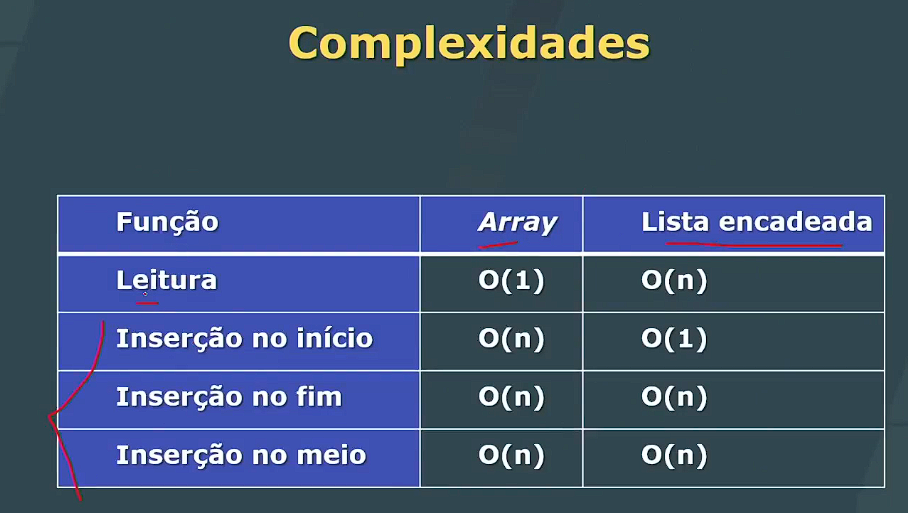 Complexidades
Função Array Lista encadeada
Leitura O(1) O(n)
Inserção no início O(n) O(1)
Inserção no fim O(n) O(n)
Inserção no meio O(n) O(n)